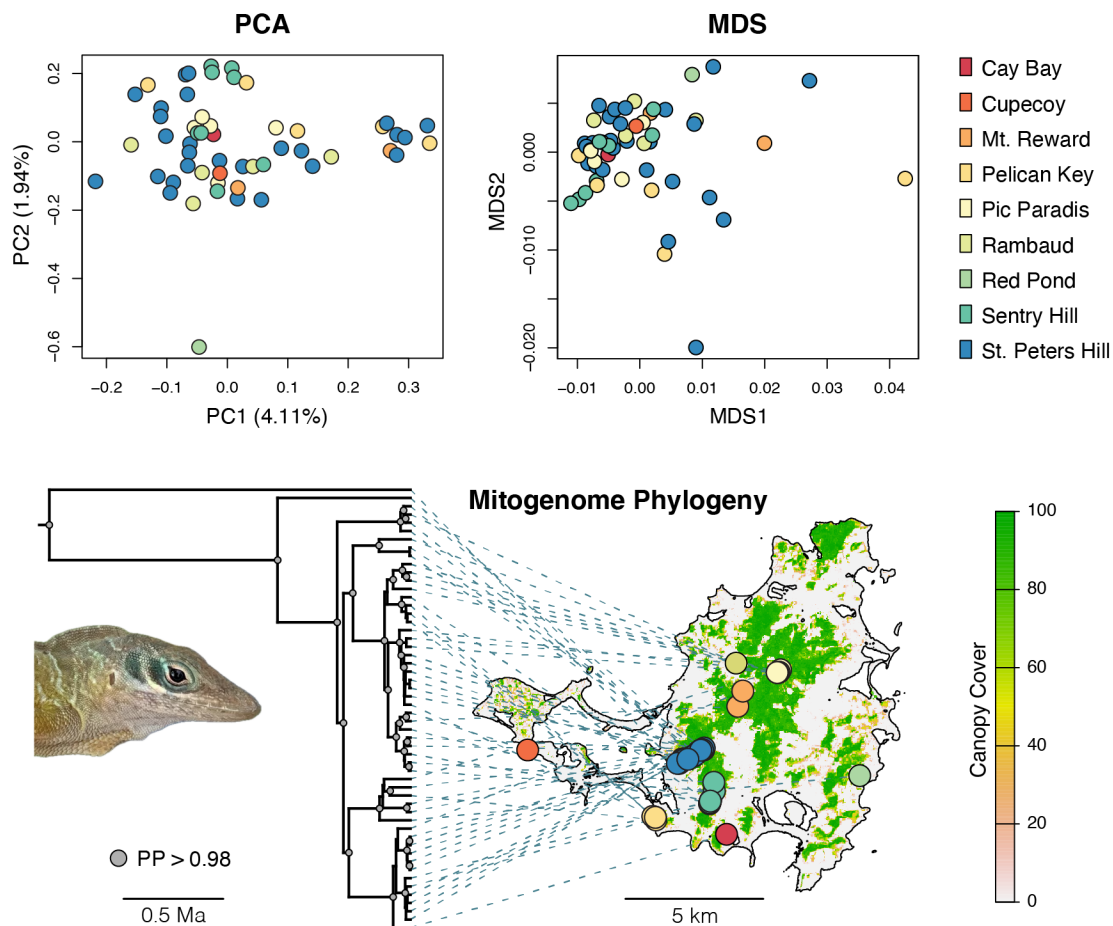 PCA
MDS
0.2
0.0
−0.2
−0.4
−0.6
PC2 (1.94%)
−0.2
−0.1
0.0
0.1
0.2
0.3
PC1 (4.11%)
0.000
−0.010
−0.020
MDS2
−0.01
0.00
0.01
0.02
0.03
0.04
MDS1
Cay Bay
Cupecoy
Mt. Reward
Pelican Key
Pic Paradis
Rambaud
Red Pond
Sentry Hill
St. Peters Hill
Mitogenome Phylogeny
PP > 0.98
0.5 Ma
5 km
Canopy Cover
100
80
60
40
20
0